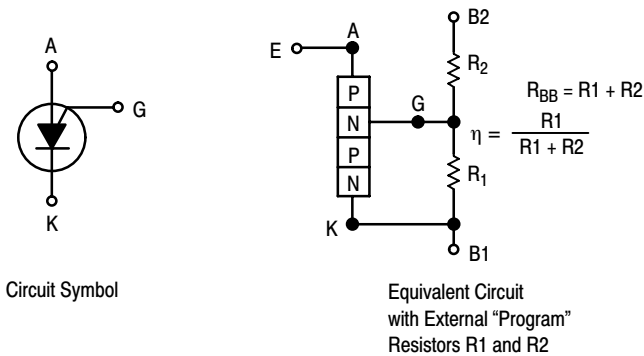 A
G
K
Circuit Symbol
E
A
B2
R2
P
N
P
N
G
RBB = R1 + R2
η = R1
R1 + R2
R1
K
B1
Equivalent Circuit
with External “Program”
Resistors R1 and R2